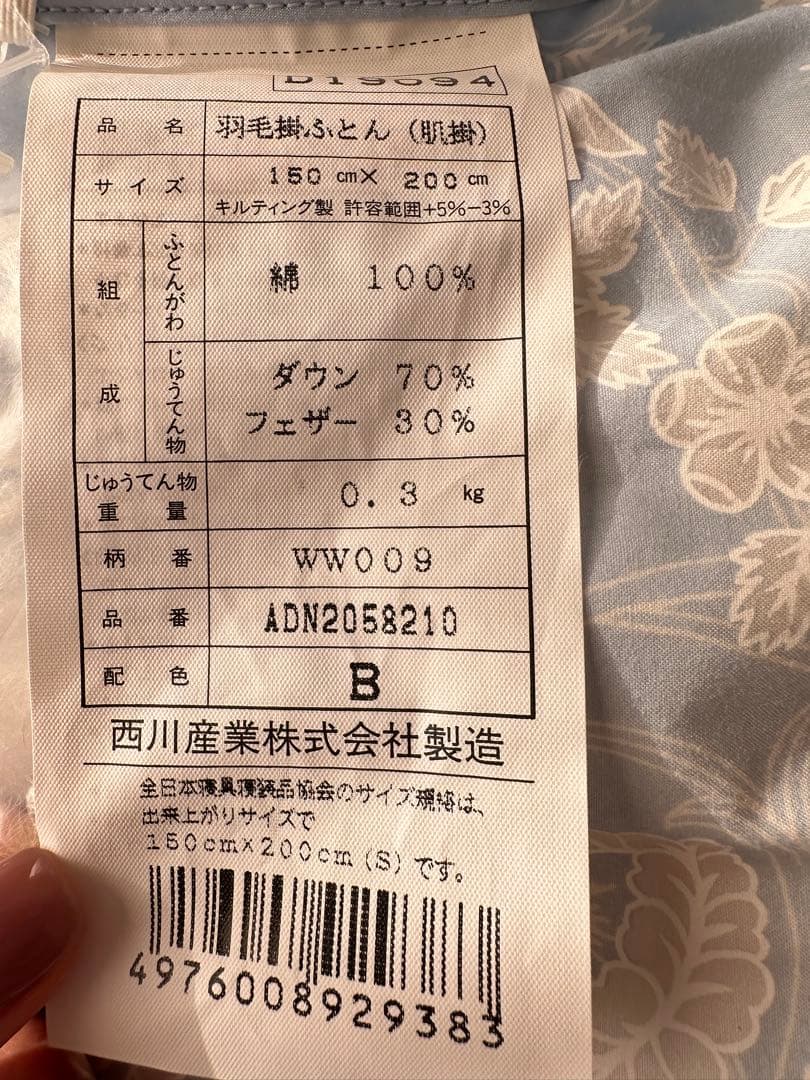 D19094
品名 羽毛掛ふとん（肌掛）
サイズ 150cm×200cm
キルティング製 許容範囲+5%−3%
組成 ふとんがわ 綿 100%
じゅうてん物 ダウン 70%
フェザー 30%
じゅうてん物重量 0.3 kg
柄番 WW009
品番 ADN2058210
配色 B
西川産業株式会社製造
全日本寝具寝装品協会のサイズ規格は、
出来上がりサイズで
150cm×200cm(S)です。
4976008929383